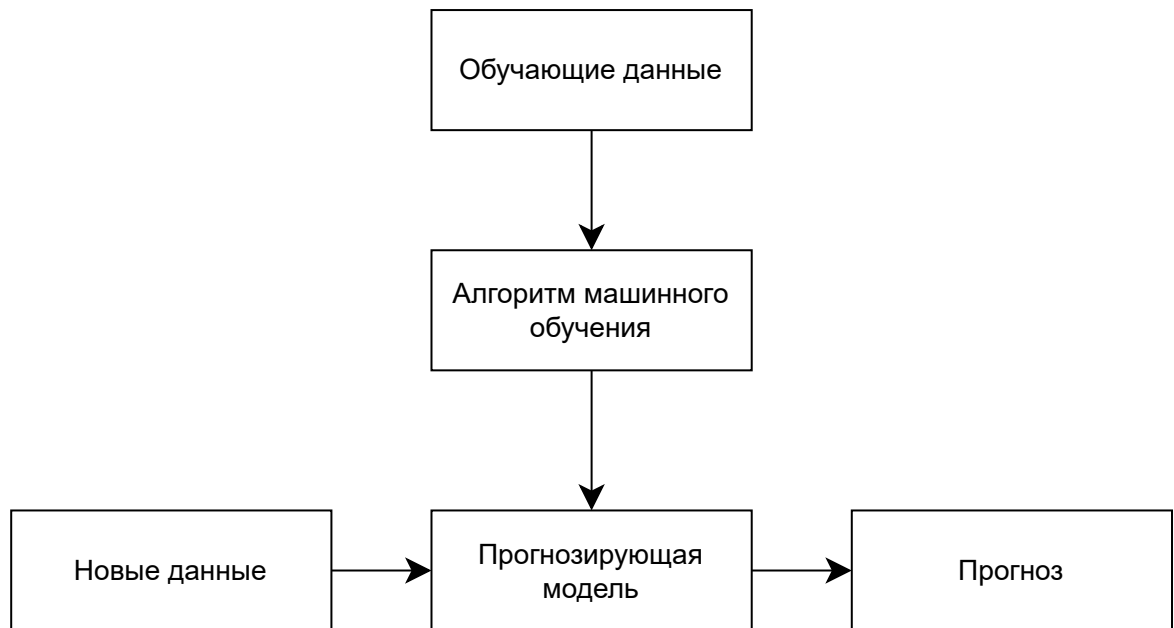 Обучающие данные
Алгоритм машинного
обучения
Новые данные
Прогнозирующая
модель
Прогноз